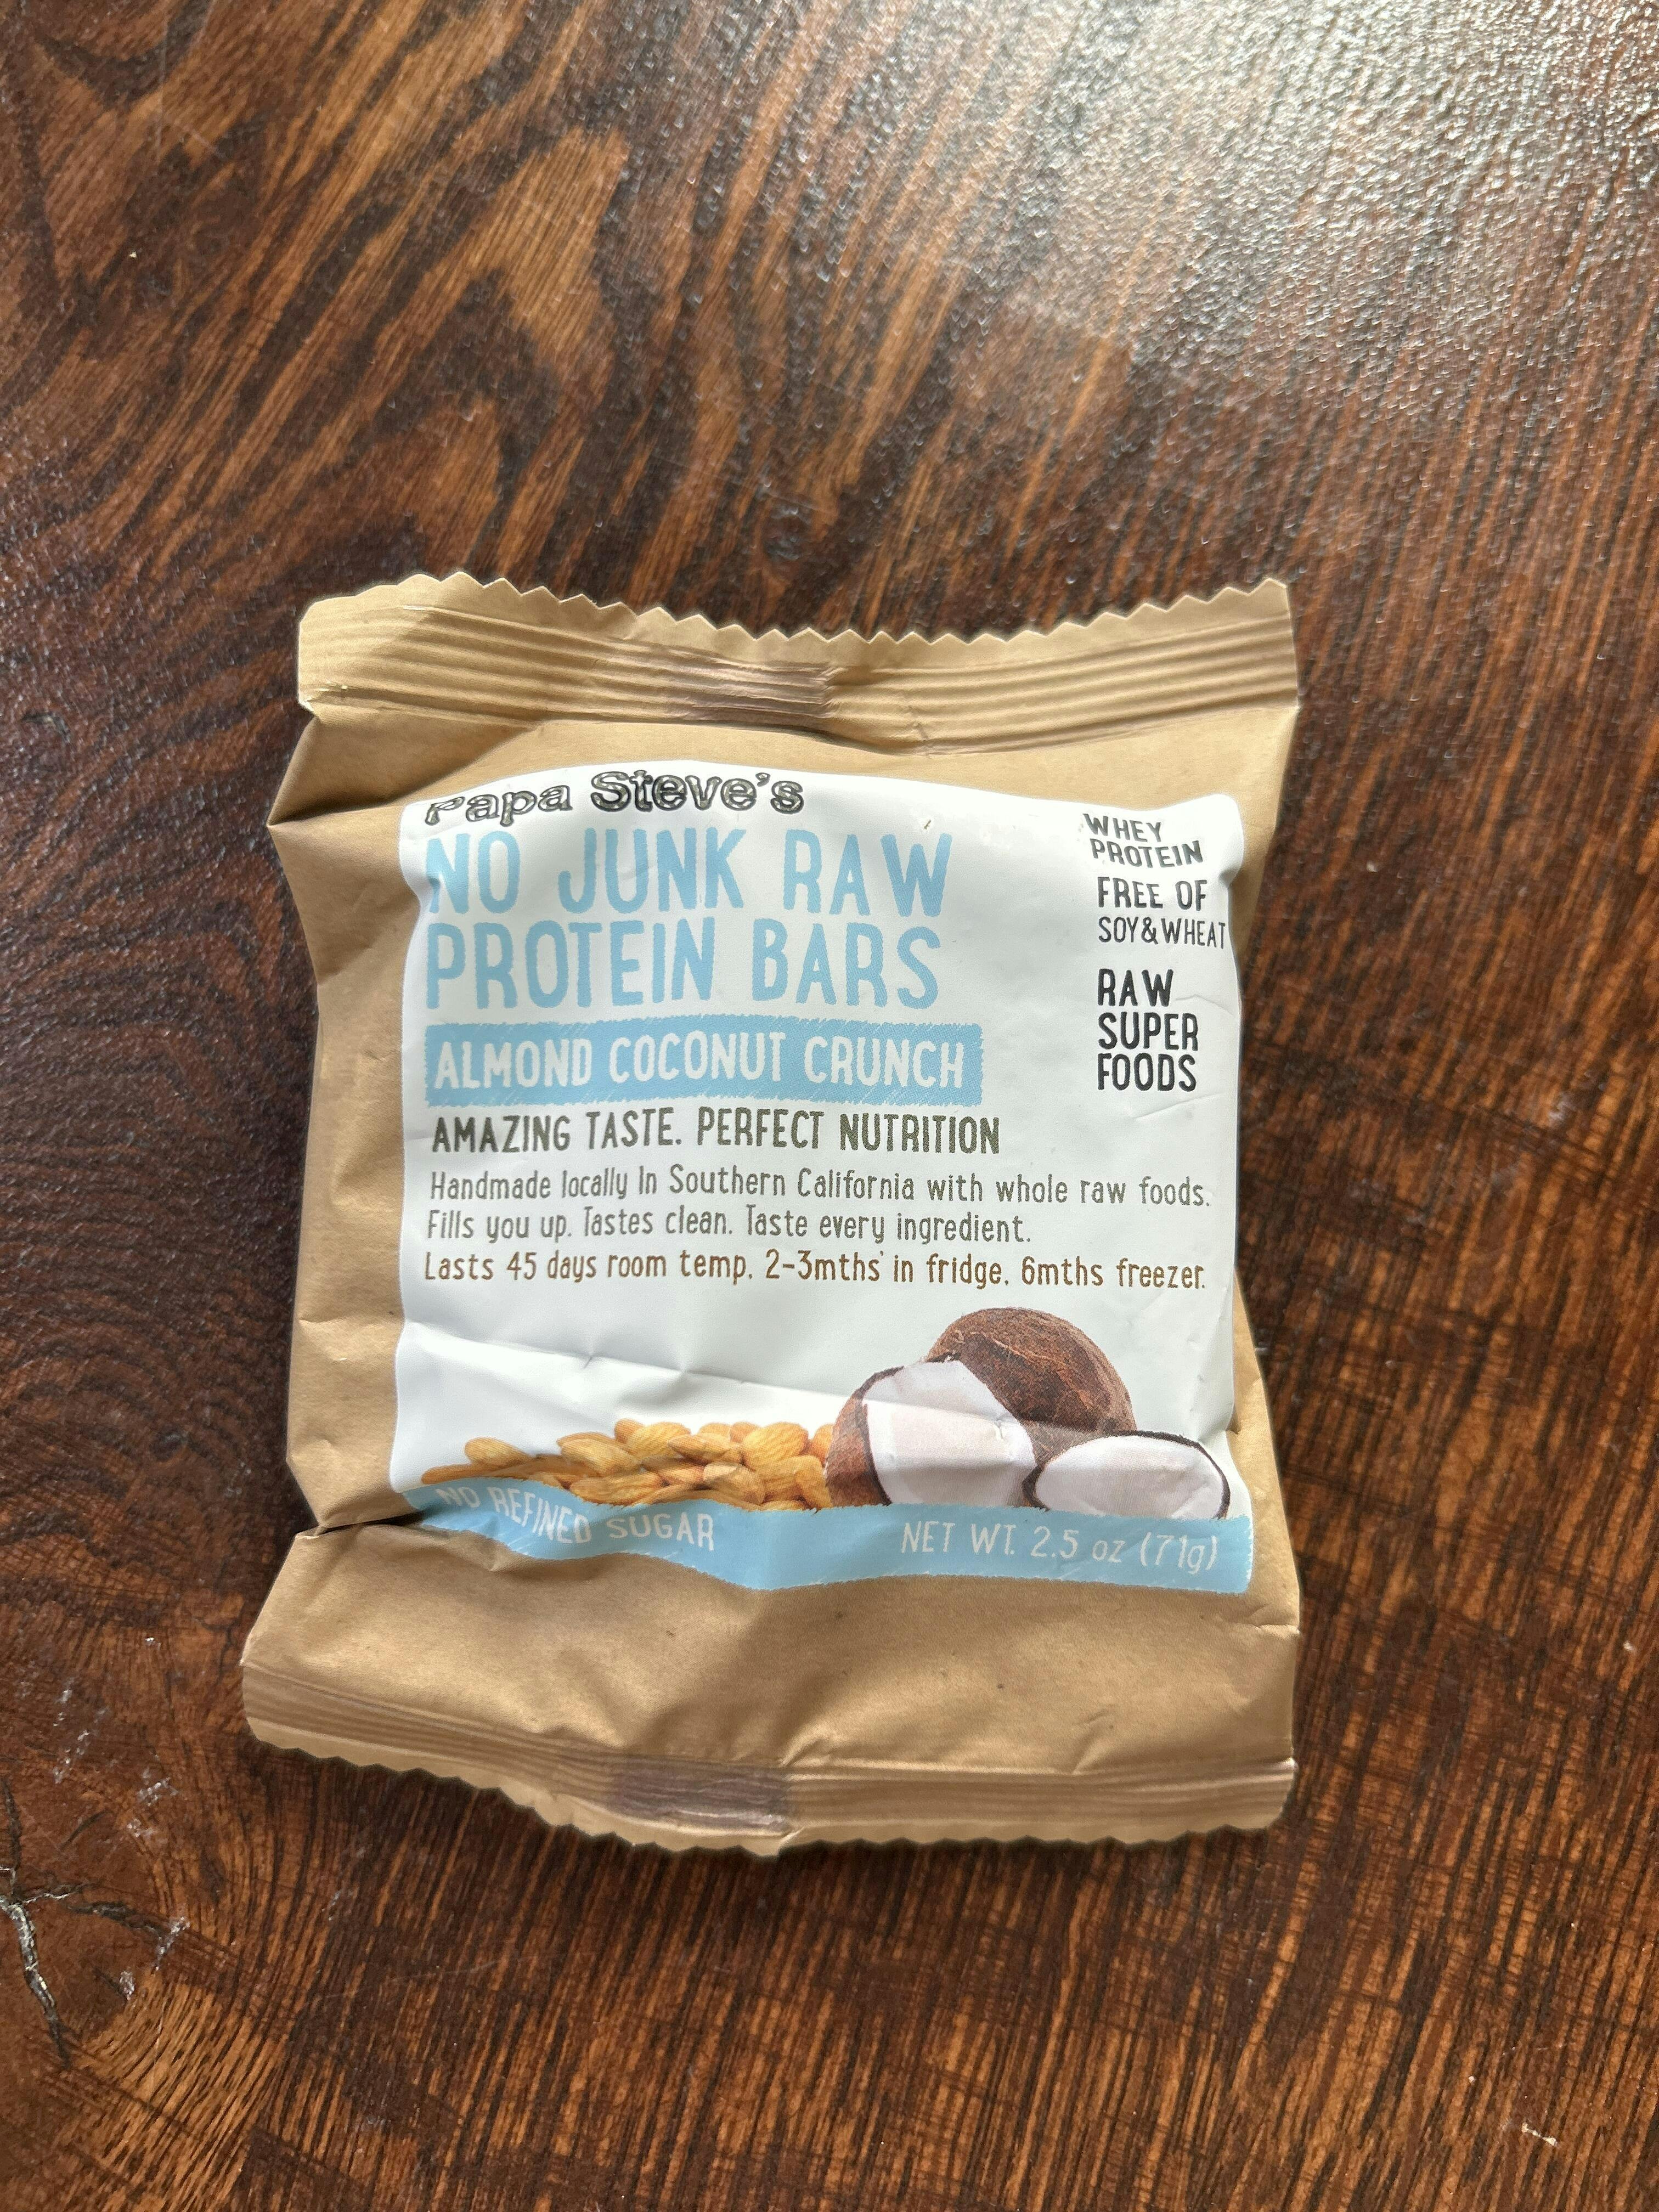 Papa Steve's
NO JUNK RAW
PROTEIN BARS
ALMOND COCONUT CRUNCH
AMAZING TASTE. PERFECT NUTRITION
Handmade locally In Southern California with whole raw foods.
Fills you up. Tastes clean. Taste every ingredient.
Lasts 45 days room temp. 2-3mths' in fridge. 6mths freezer.
WHEY
PROTEIN
FREE OF
SOY&WHEAT
RAW
SUPER
FOODS
NO REFINED SUGAR
NET WT. 2.5 oz (71g)